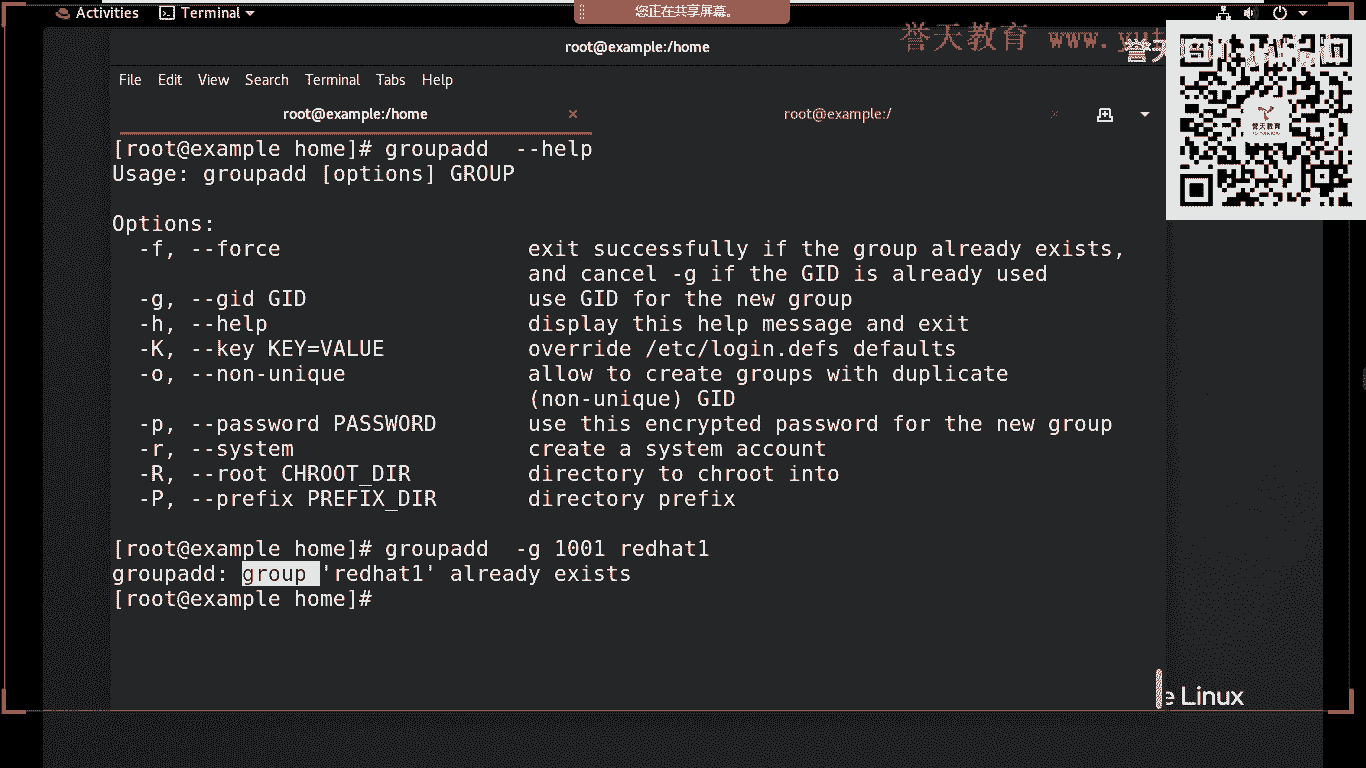 Activities
Terminal
您正在共享屏幕。
誉天教育 www.
root@example:/home
File Edit View Search Terminal Tabs Help
root@example:/home
root@example:/
誉天教育
[root@example home]# groupadd  --help
Usage: groupadd [options] GROUP
Options:
-f, --force exit successfully if the group already exists,
and cancel -g if the GID is already used
-g, --gid GID use GID for the new group
-h, --help display this help message and exit
-K, --key KEY=VALUE override /etc/login.defs defaults
-o, --non-unique allow to create groups with duplicate
(non-unique) GID
-p, --password PASSWORD use this encrypted password for the new group
-r, --system create a system account
-R, --root CHROOT_DIR directory to chroot into
-P, --prefix PREFIX_DIR directory prefix
[root@example home]# groupadd  -g 1001 redhat1
groupadd: group 'redhat1' already exists
[root@example home]#
e Linux